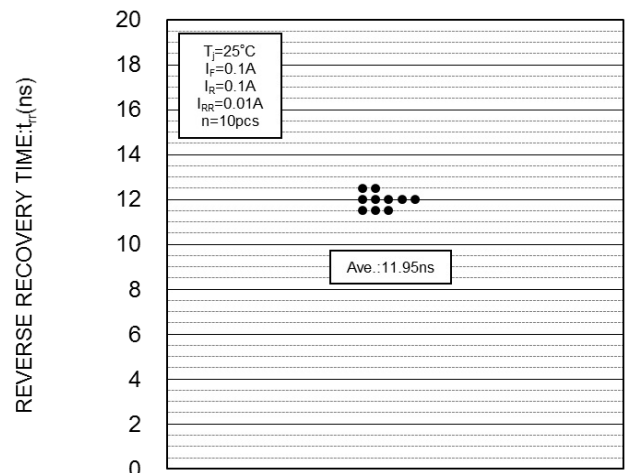 REVERSE RECOVERY TIME:trr(ns)
20
18
16
14
12
10
8
6
4
2
0
Tj=25°C
IF=0.1A
IR=0.1A
IRR=0.01A
n=10pcs
Ave.:11.95ns